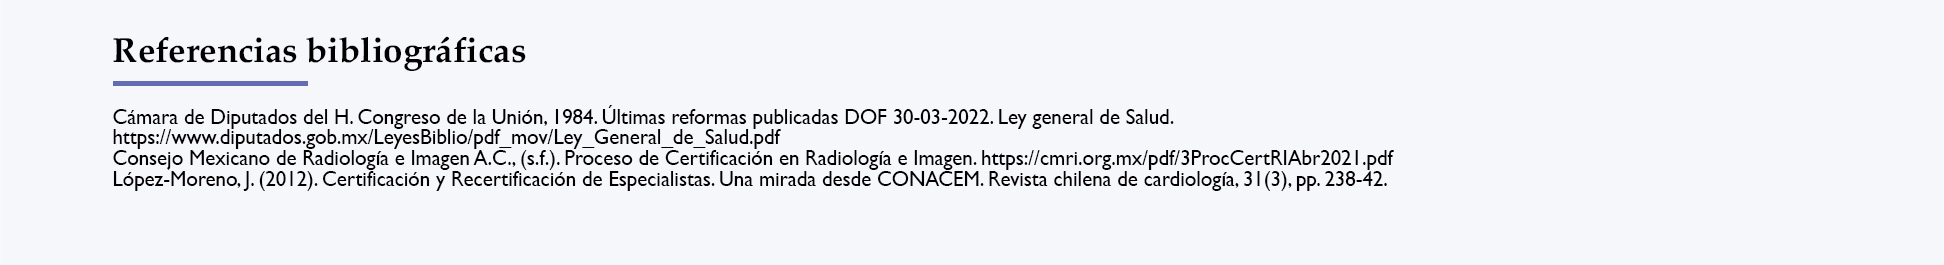 Referencias bibliográficas
Cámara de Diputados del H. Congreso de la Unión, 1984. Últimas reformas publicadas DOF 30-03-2022. Ley general de Salud.
https://www.diputados.gob.mx/LeyesBiblio/pdf_mov/Ley_General_de_Salud.pdf
Consejo Mexicano de Radiología e Imagen A.C., (s.f.). Proceso de Certificación en Radiología e Imagen. https://cmri.org.mx/pdf/3ProcCertRIAbr2021.pdf
López-Moreno, J. (2012). Certificación y Recertificación de Especialistas. Una mirada desde CONACEM. Revista chilena de cardiología, 31(3), pp. 238-42.